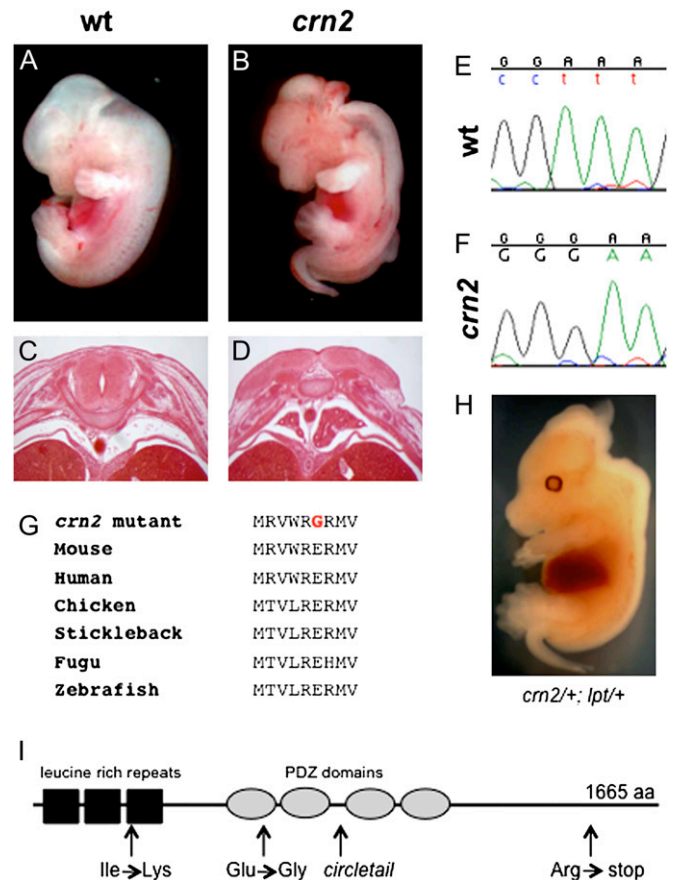 wt
crn2
A
B
E
G G A A A
c c t t t
wt
F
G G G A A
G G G A A
crn2
C
D
H
crn2/+; lpt/+
G
crn2 mutant MRVWRGRMV
Mouse MRVWRERMV
Human MRVWRERMV
Chicken MTVLRERMV
Stickleback MTVLRERMV
Fugu MTVLREHMV
Zebrafish MTVLRERMV
I
leucine rich repeats PDZ domains
1665 aa
Ile→Lys Glu→Gly circletail Arg→stop